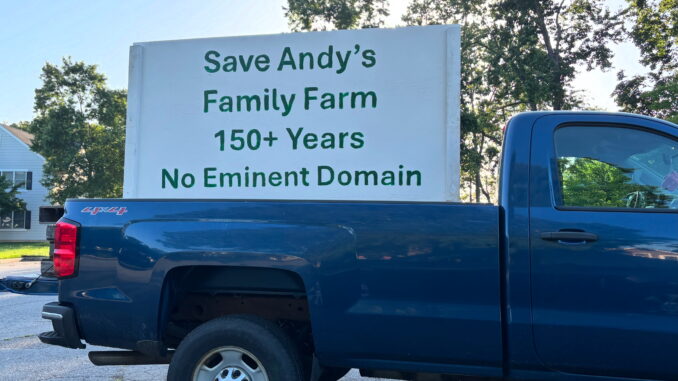 Save Andy's
Family Farm
150+ Years
No Eminent Domain
4x4